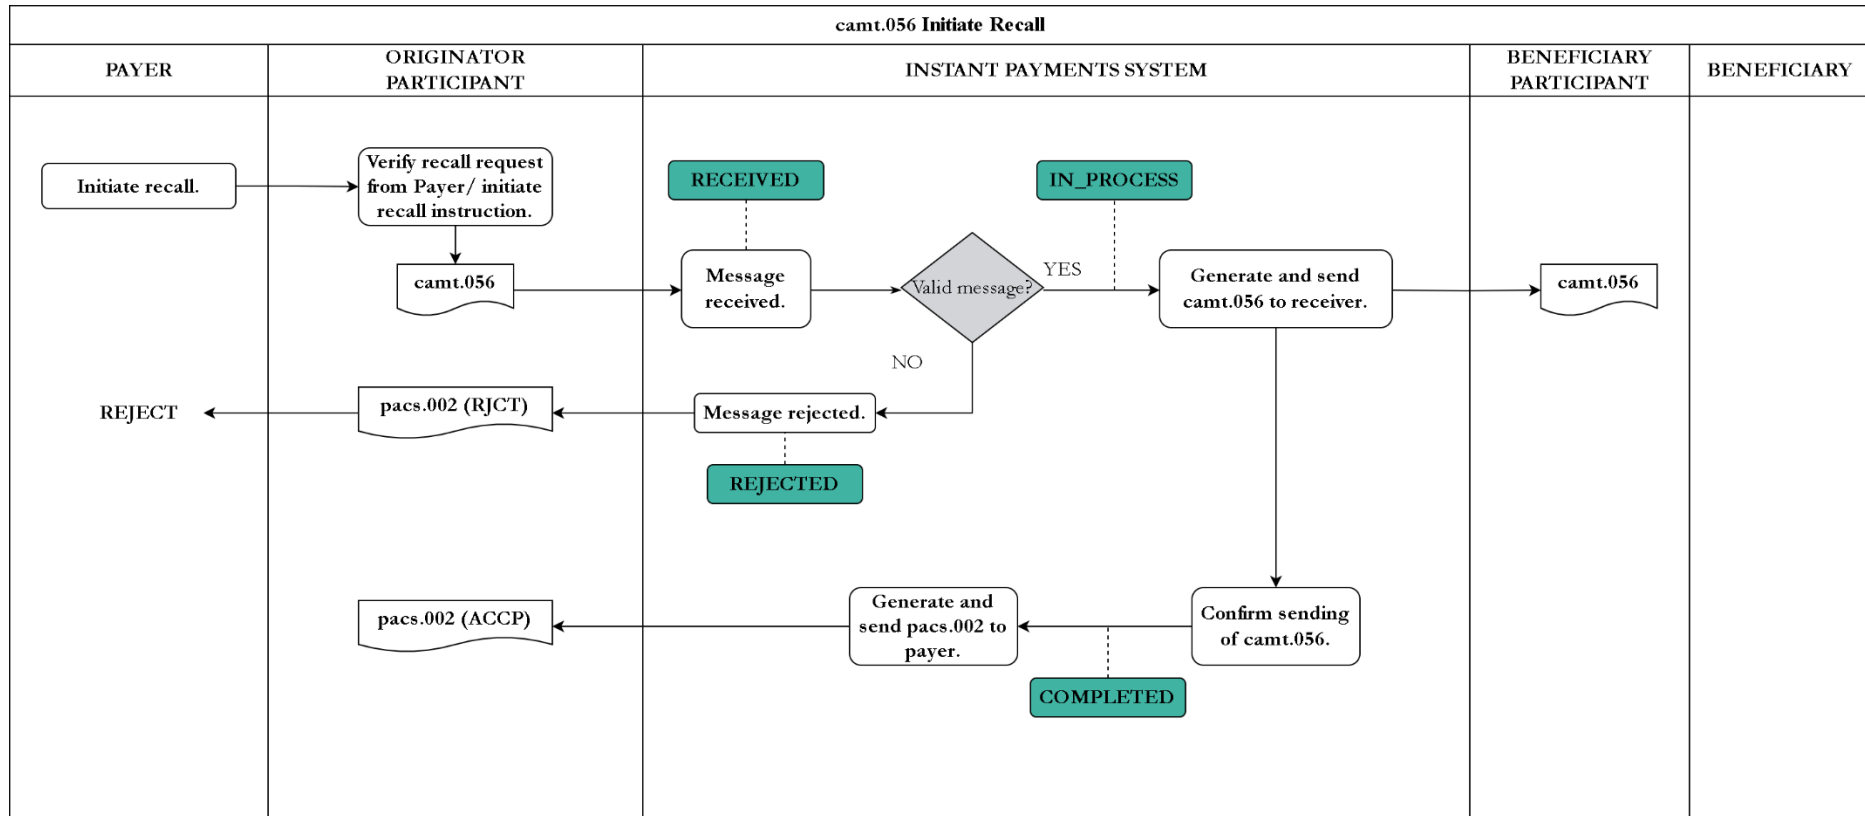 camt.056 Initiate Recall
PAYER
ORIGINATOR
PARTICIPANT
INSTANT PAYMENTS SYSTEM
BENEFICIARY
PARTICIPANT
BENEFICIARY
Initiate recall.
Verify recall request
from Payer/ initiate
recall instruction.
RECEIVED
IN_PROCESS
camt.056
Message
received.
Valid message?
YES
Generate and send
camt.056 to receiver.
camt.056
NO
REJECT
pacs.002 (RJCT)
Message rejected.
REJECTED
pacs.002 (ACCP)
Generate and
send pacs.002 to
payer.
Confirm sending
of camt.056.
COMPLETED